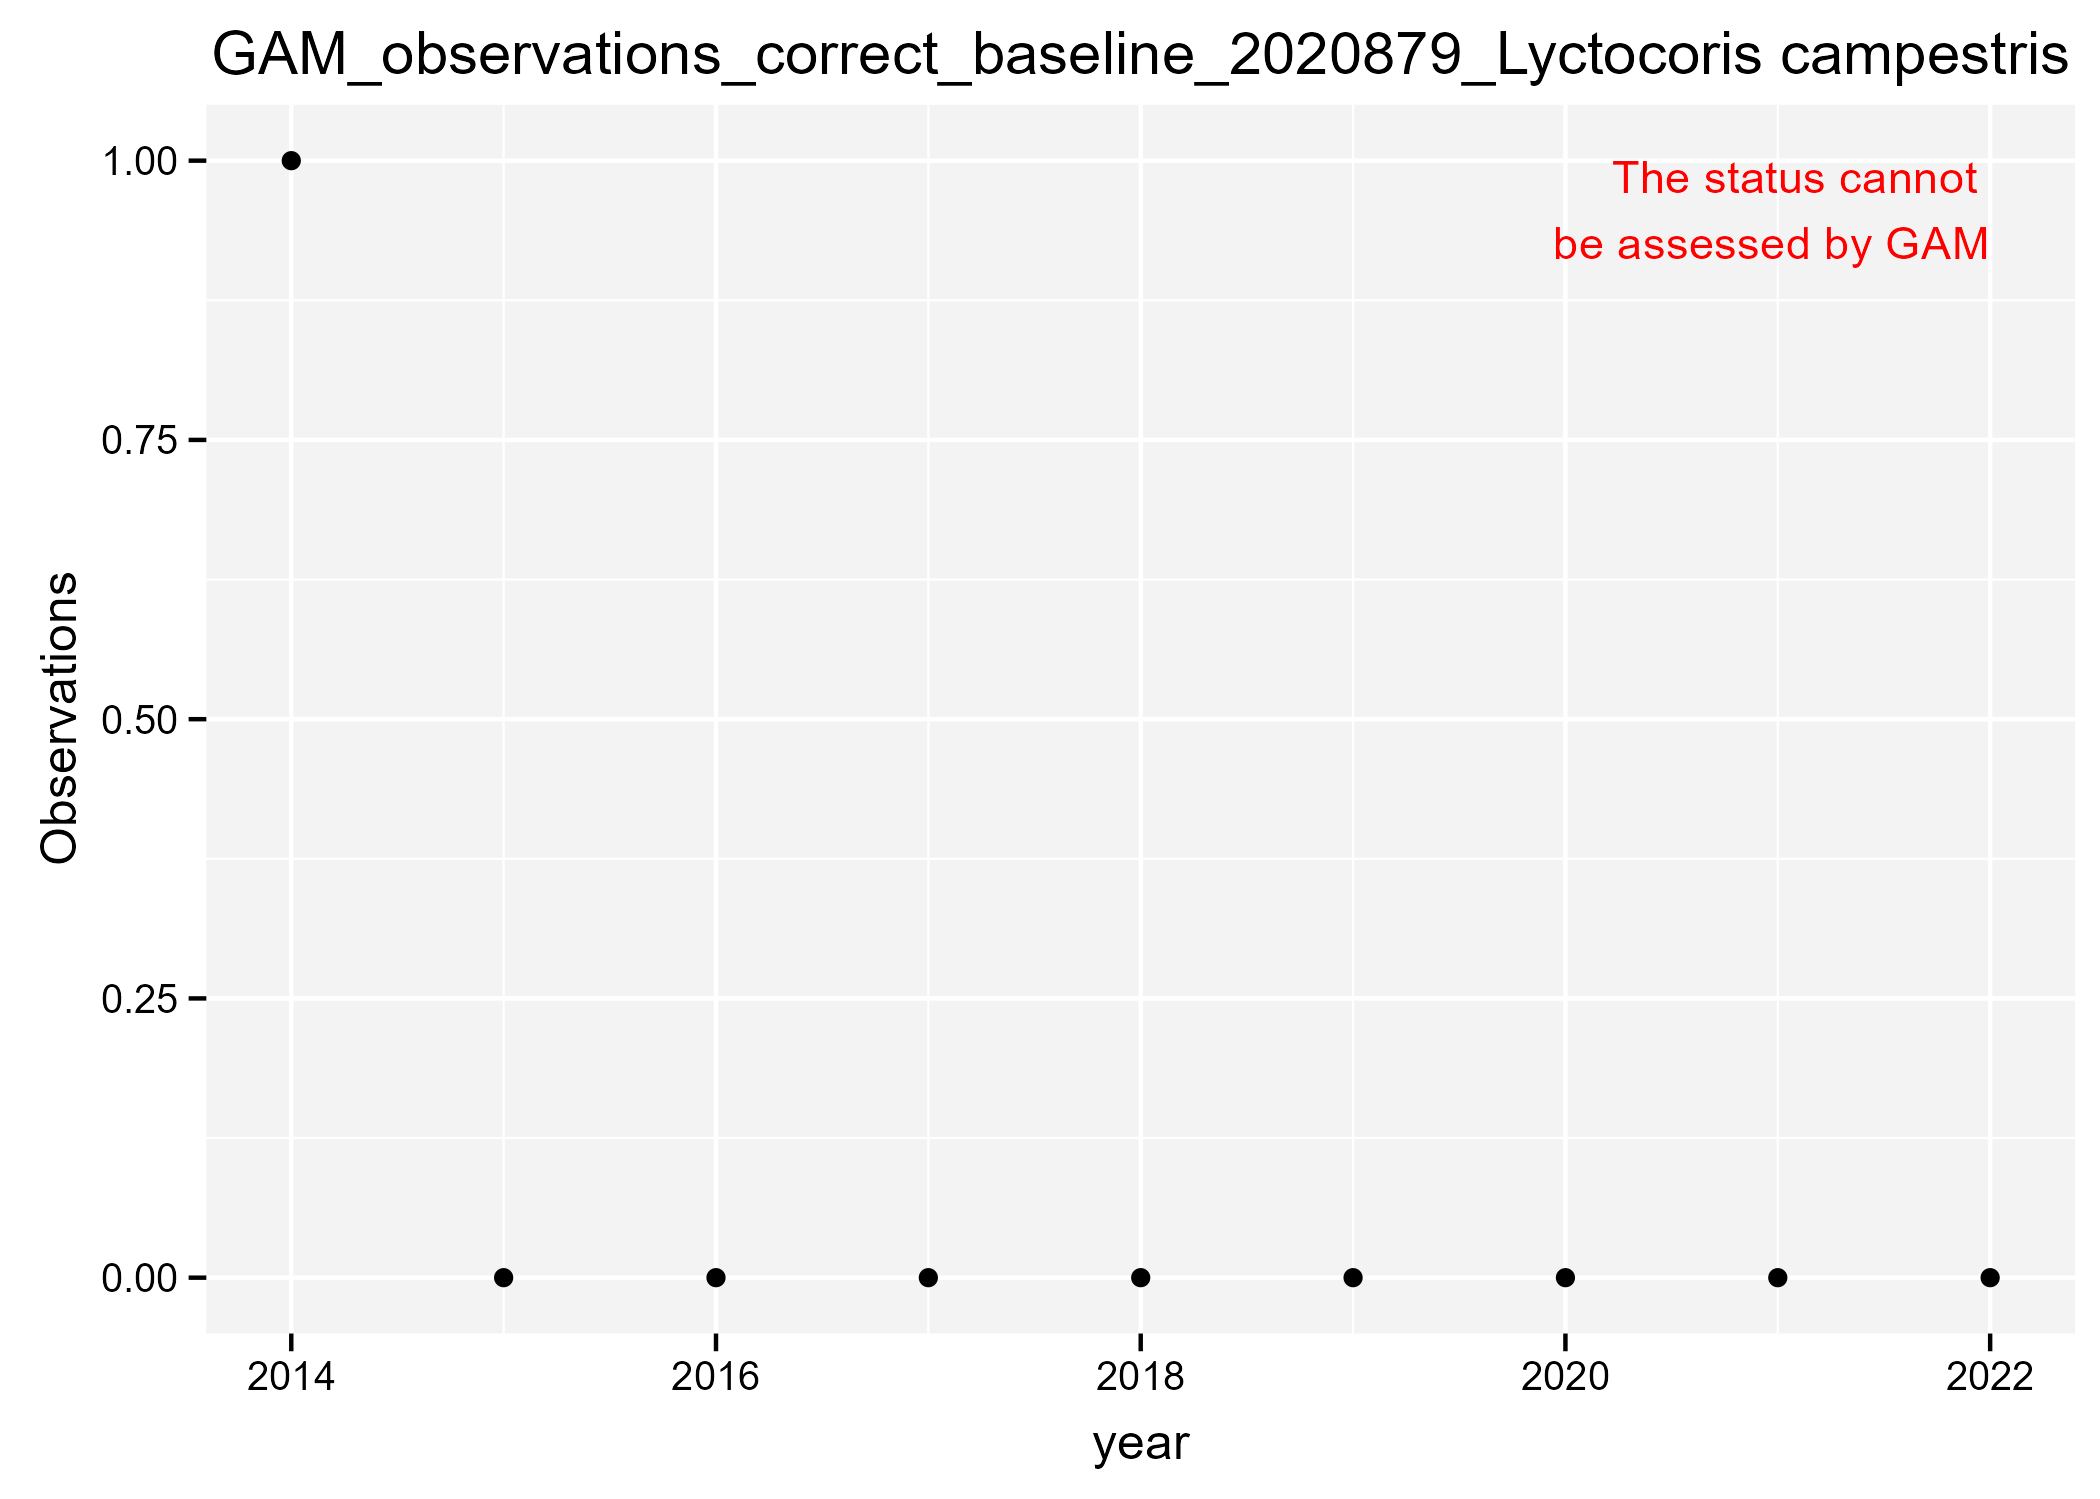 GAM_observations_correct_baseline_2020879_Lyctocoris campestris
The status cannot
be assessed by GAM
1.00
0.75
0.50
0.25
0.00
Observations
2014 2016 2018 2020 2022
year